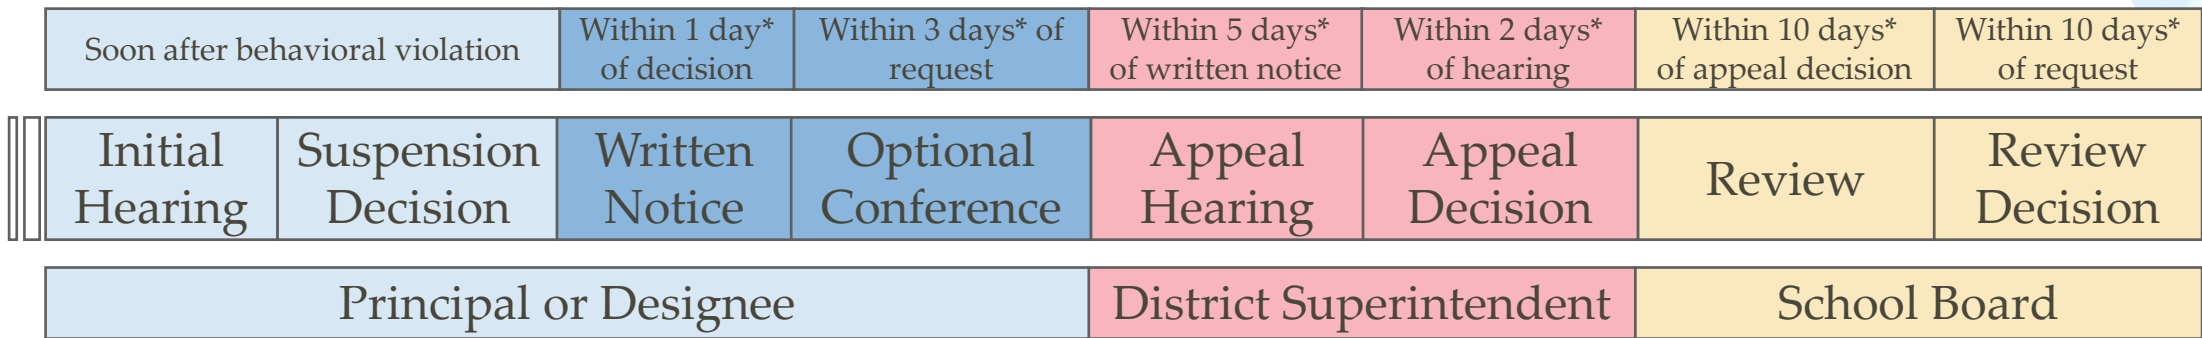 Soon after behavioral violation
Within 1 day*
of decision
Within 3 days* of
request
Within 5 days*
of written notice
Within 2 days*
of hearing
Within 10 days*
of appeal decision
Within 10 days*
of request
Initial
Hearing
Suspension
Decision
Written
Notice
Optional
Conference
Appeal
Hearing
Appeal
Decision
Review
Review
Decision
Principal or Designee
District Superintendent
School Board